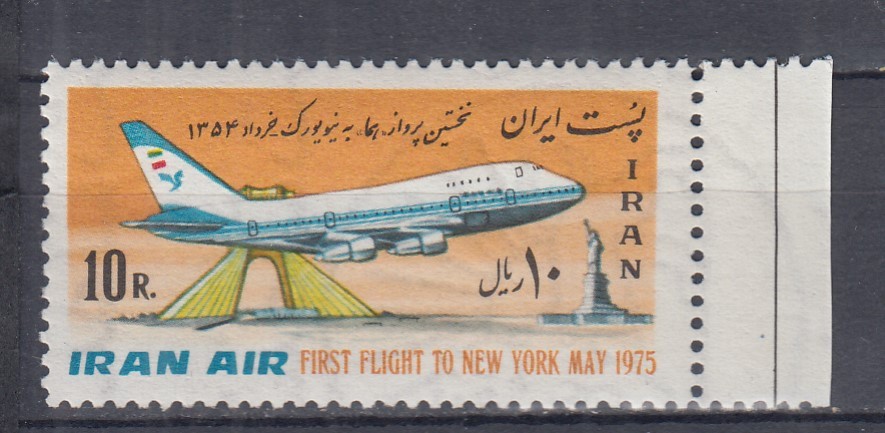 پست ایران
نخستین پرواز «هما» به نیویورک-خرداد ۱۳۵۴
IRAN
10 R.
۱۰ ریال
IRAN AIR FIRST FLIGHT TO NEW YORK MAY 1975